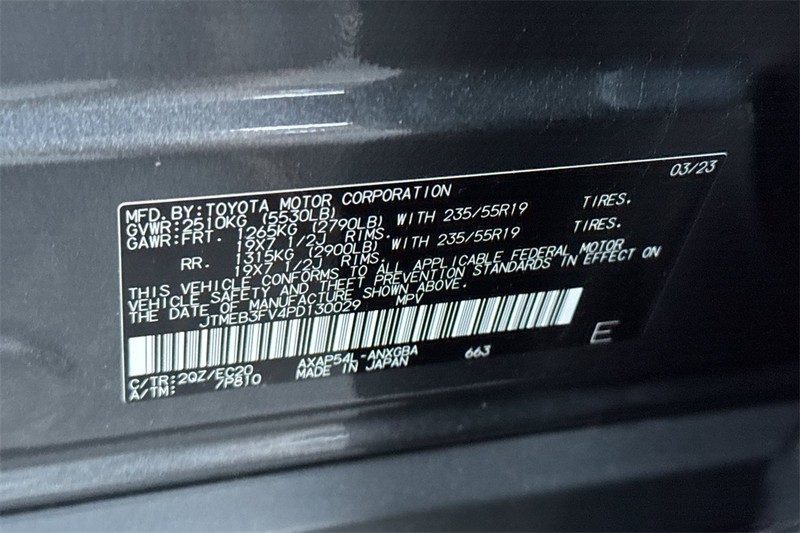 03/23
MFD. BY: TOYOTA MOTOR CORPORATION
GVWR: 2510KG (5530LB)
GAWR: FRT. 1265KG (2790LB) WITH 235/55R19 TIRES.
19X7 1/2J RIMS.
RR. 1315KG (2900LB) WITH 235/55R19 TIRES.
19X7 1/2J RIMS.
THIS VEHICLE CONFORMS TO ALL APPLICABLE FEDERAL MOTOR
VEHICLE SAFETY AND THEFT PREVENTION STANDARDS IN EFFECT ON
THE DATE OF MANUFACTURE SHOWN ABOVE.
JTMEB3FV4PD130029 MPV
C/TR: 2QZ/EC20 AXAP54L-ANXGBA 663 E
A/TM: 7P810 MADE IN JAPAN